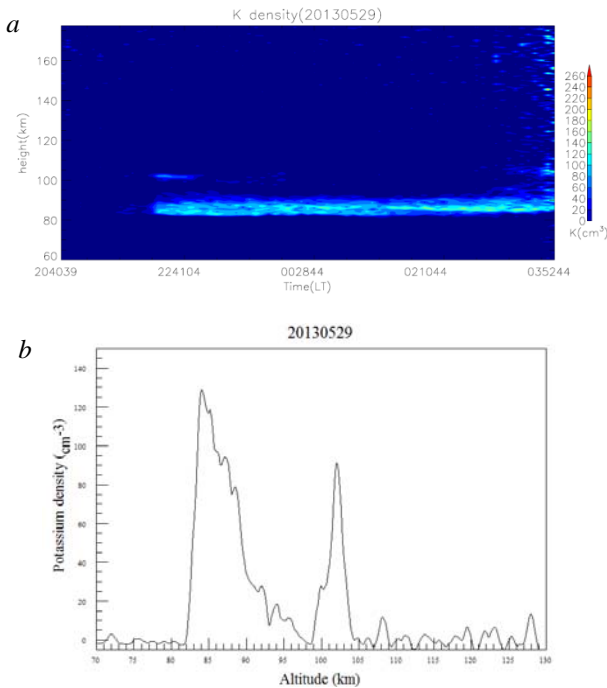 a
K density(20130529)
160
140
120
100
80
60
height(km)
204039 224104 002844 021044 035244
Time(LT)
260
240
220
200
180
160
140
120
100
80
60
40
20
0
K(cm³)
b
20130529
140
120
100
80
60
40
20
0
Potassium density (cm-3)
70 75 80 85 90 95 100 105 110 115 120 125 130
Altitude (km)